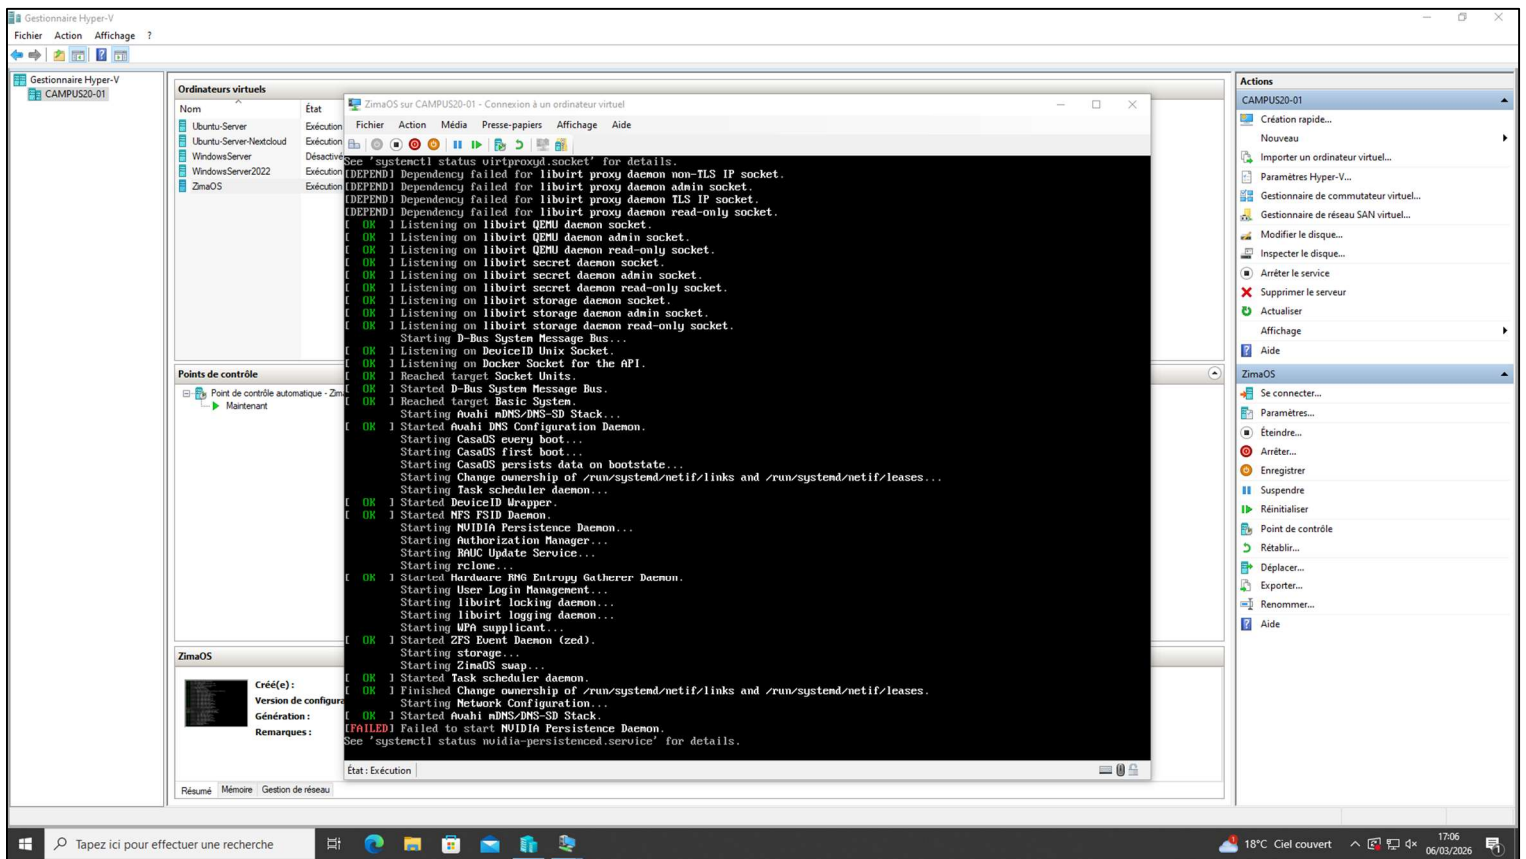 Gestionnaire Hyper-V
Fichier Action Affichage ?
Gestionnaire Hyper-V
CAMPUS20-01
Ordinateurs virtuels
Nom État
Ubuntu-Server Exécution
Ubuntu-Server-Nextcloud Exécution
WindowsServer Désactivé
WindowsServer2022 Exécution
ZimaOS Exécution
Points de contrôle
Point de contrôle automatique - Zim
Maintenant
ZimaOS
Créé(e) :
Version de configura
Génération :
Remarques :
Résumé Mémoire Gestion de réseau
ZimaOS sur CAMPUS20-01 - Connexion à un ordinateur virtuel
Fichier Action Média Presse-papiers Affichage Aide
See 'systemctl status virtproxyd.socket' for details.
[DEPEND] Dependency failed for libvirt proxy daemon non-TLS IP socket.
[DEPEND] Dependency failed for libvirt proxy daemon admin socket.
[DEPEND] Dependency failed for libvirt proxy daemon TLS IP socket.
[DEPEND] Dependency failed for libvirt proxy daemon read-only socket.
[ OK ] Listening on libvirt QEMU daemon socket.
[ OK ] Listening on libvirt QEMU daemon admin socket.
[ OK ] Listening on libvirt QEMU daemon read-only socket.
[ OK ] Listening on libvirt secret daemon socket.
[ OK ] Listening on libvirt secret daemon admin socket.
[ OK ] Listening on libvirt secret daemon read-only socket.
[ OK ] Listening on libvirt storage daemon socket.
[ OK ] Listening on libvirt storage daemon admin socket.
[ OK ] Listening on libvirt storage daemon read-only socket.
Starting D-Bus System Message Bus...
[ OK ] Listening on DeviceID Unix Socket.
[ OK ] Listening on Docker Socket for the API.
[ OK ] Reached target Socket Units.
[ OK ] Started D-Bus System Message Bus.
[ OK ] Reached target Basic System.
Starting Avahi mDNS/DNS-SD Stack...
[ OK ] Started Avahi DNS Configuration Daemon.
Starting CasaOS every boot...
Starting CasaOS first boot...
Starting CasaOS persists data on bootstate...
Starting Change ownership of /run/systemd/netif/links and /run/systemd/netif/leases...
Starting Task scheduler daemon...
[ OK ] Started DeviceID Wrapper.
[ OK ] Started NFS FSID Daemon.
Starting NVIDIA Persistence Daemon...
Starting Authorization Manager...
Starting RAUC Update Service...
Starting rclone...
[ OK ] Started Hardware RNG Entropy Gatherer Daemon.
Starting User Login Management...
Starting libvirt locking daemon...
Starting libvirt logging daemon...
Starting WPA supplicant...
[ OK ] Started ZFS Event Daemon (zed).
Starting storage...
Starting ZimaOS swap...
[ OK ] Started Task scheduler daemon.
[ OK ] Finished Change ownership of /run/systemd/netif/links and /run/systemd/netif/leases.
Starting Network Configuration...
[ OK ] Started Avahi mDNS/DNS-SD Stack.
[FAILED] Failed to start NVIDIA Persistence Daemon.
See 'systemctl status nvidia-persistenced.service' for details.
État : Exécution
Actions
CAMPUS20-01
Création rapide...
Nouveau
Importer un ordinateur virtuel...
Paramètres Hyper-V...
Gestionnaire de commutateur virtuel...
Gestionnaire de réseau SAN virtuel...
Modifier le disque...
Inspecter le disque...
Arrêter le service
Supprimer le serveur
Actualiser
Affichage
Aide
ZimaOS
Se connecter...
Paramètres...
Éteindre...
Arrêter...
Enregistrer
Suspendre
Réinitialiser
Point de contrôle
Rétablir...
Déplacer...
Exporter...
Renommer...
Aide
Tapez ici pour effectuer une recherche
18°C Ciel couvert
17:06
06/03/2026